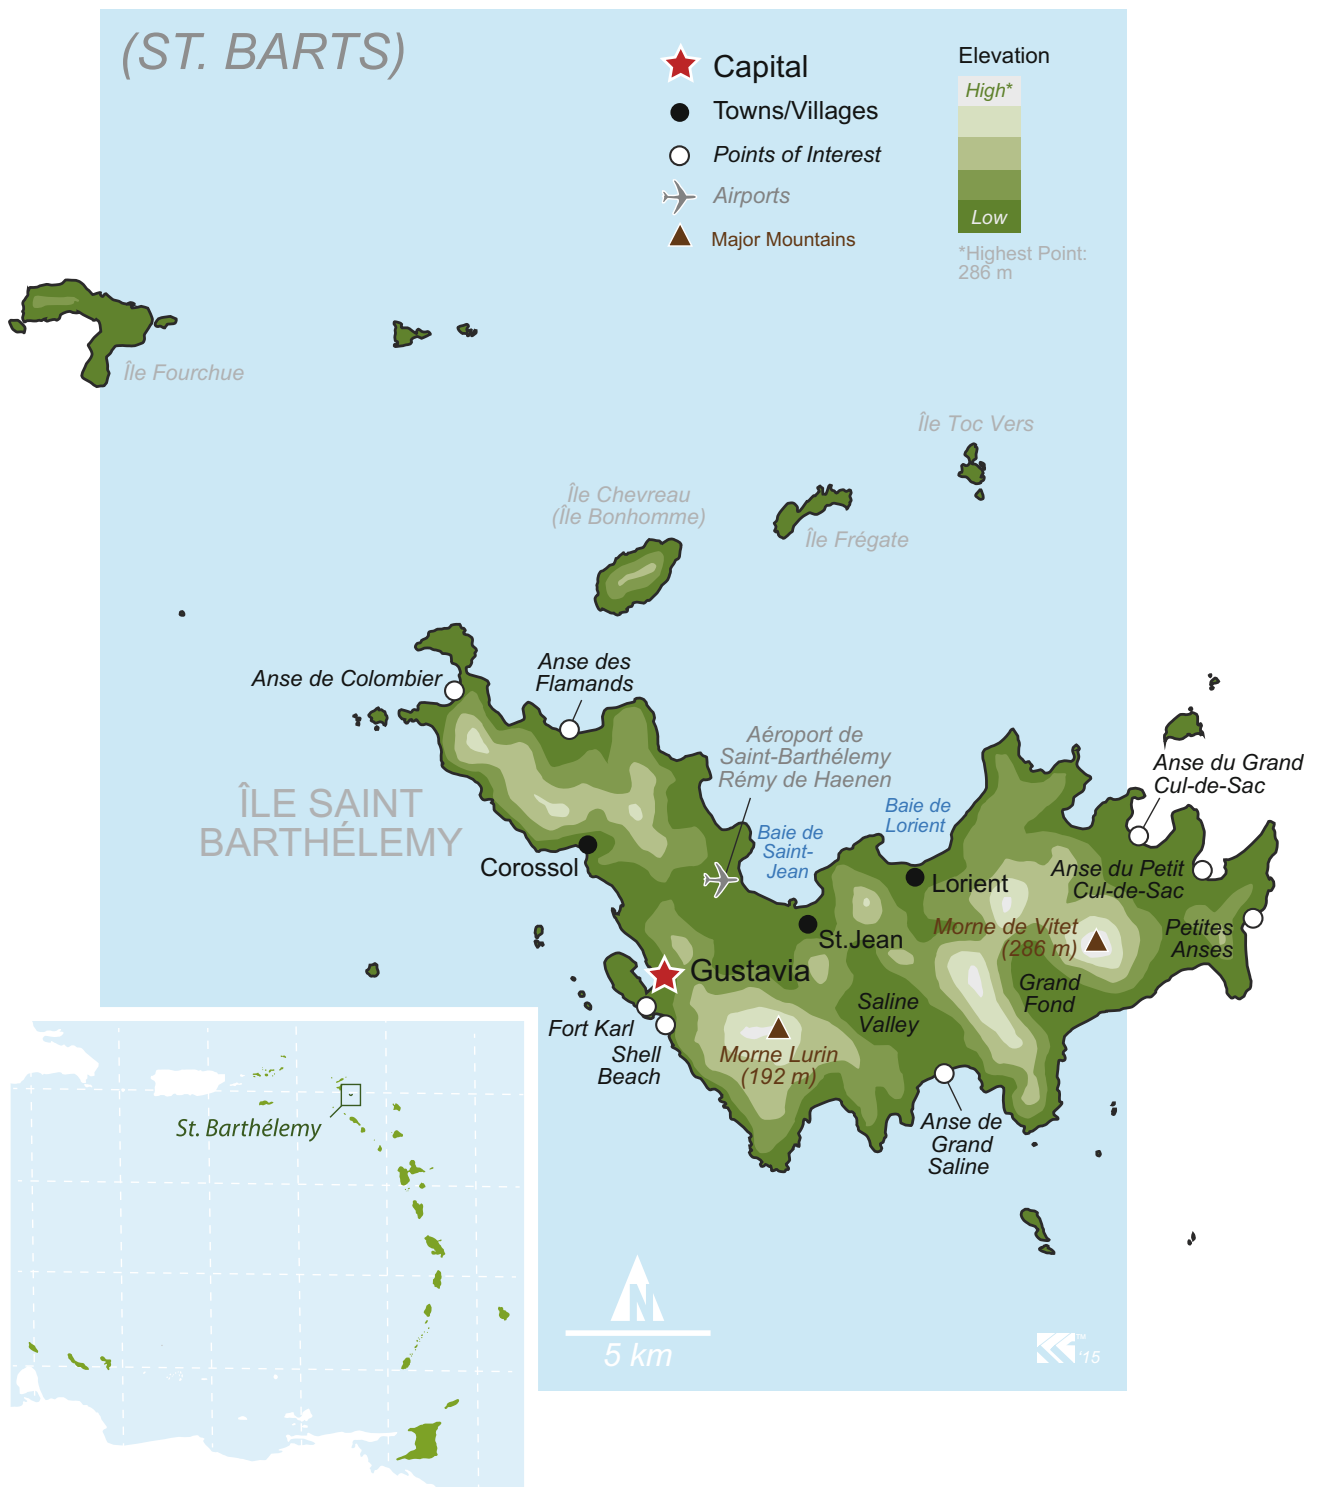 (ST. BARTS)
Capital
Towns/Villages
Points of Interest
Airports
Major Mountains
Elevation
High*
Low
*Highest Point:
286 m
Île Fourchue
Île Toc Vers
Île Chevreau
(Île Bonhomme)
Île Frégate
Anse de Colombier
Anse des
Flamands
Aéroport de
Saint-Barthélemy
Rémy de Haenen
Anse du Grand
Cul-de-Sac
ÎLE SAINT
BARTHÉLEMY
Baie de
Lorient
Baie de
Saint-
Jean
Corossol
Lorient
Anse du Petit
Cul-de-Sac
Morne de Vitet
(286 m)
Petites
Anses
St.Jean
Gustavia
Grand
Fond
Saline
Valley
Fort Karl
Shell
Beach
Morne Lurin
(192 m)
Anse de
Grand
Saline
St. Barthélemy
N
5 km
TM
'15